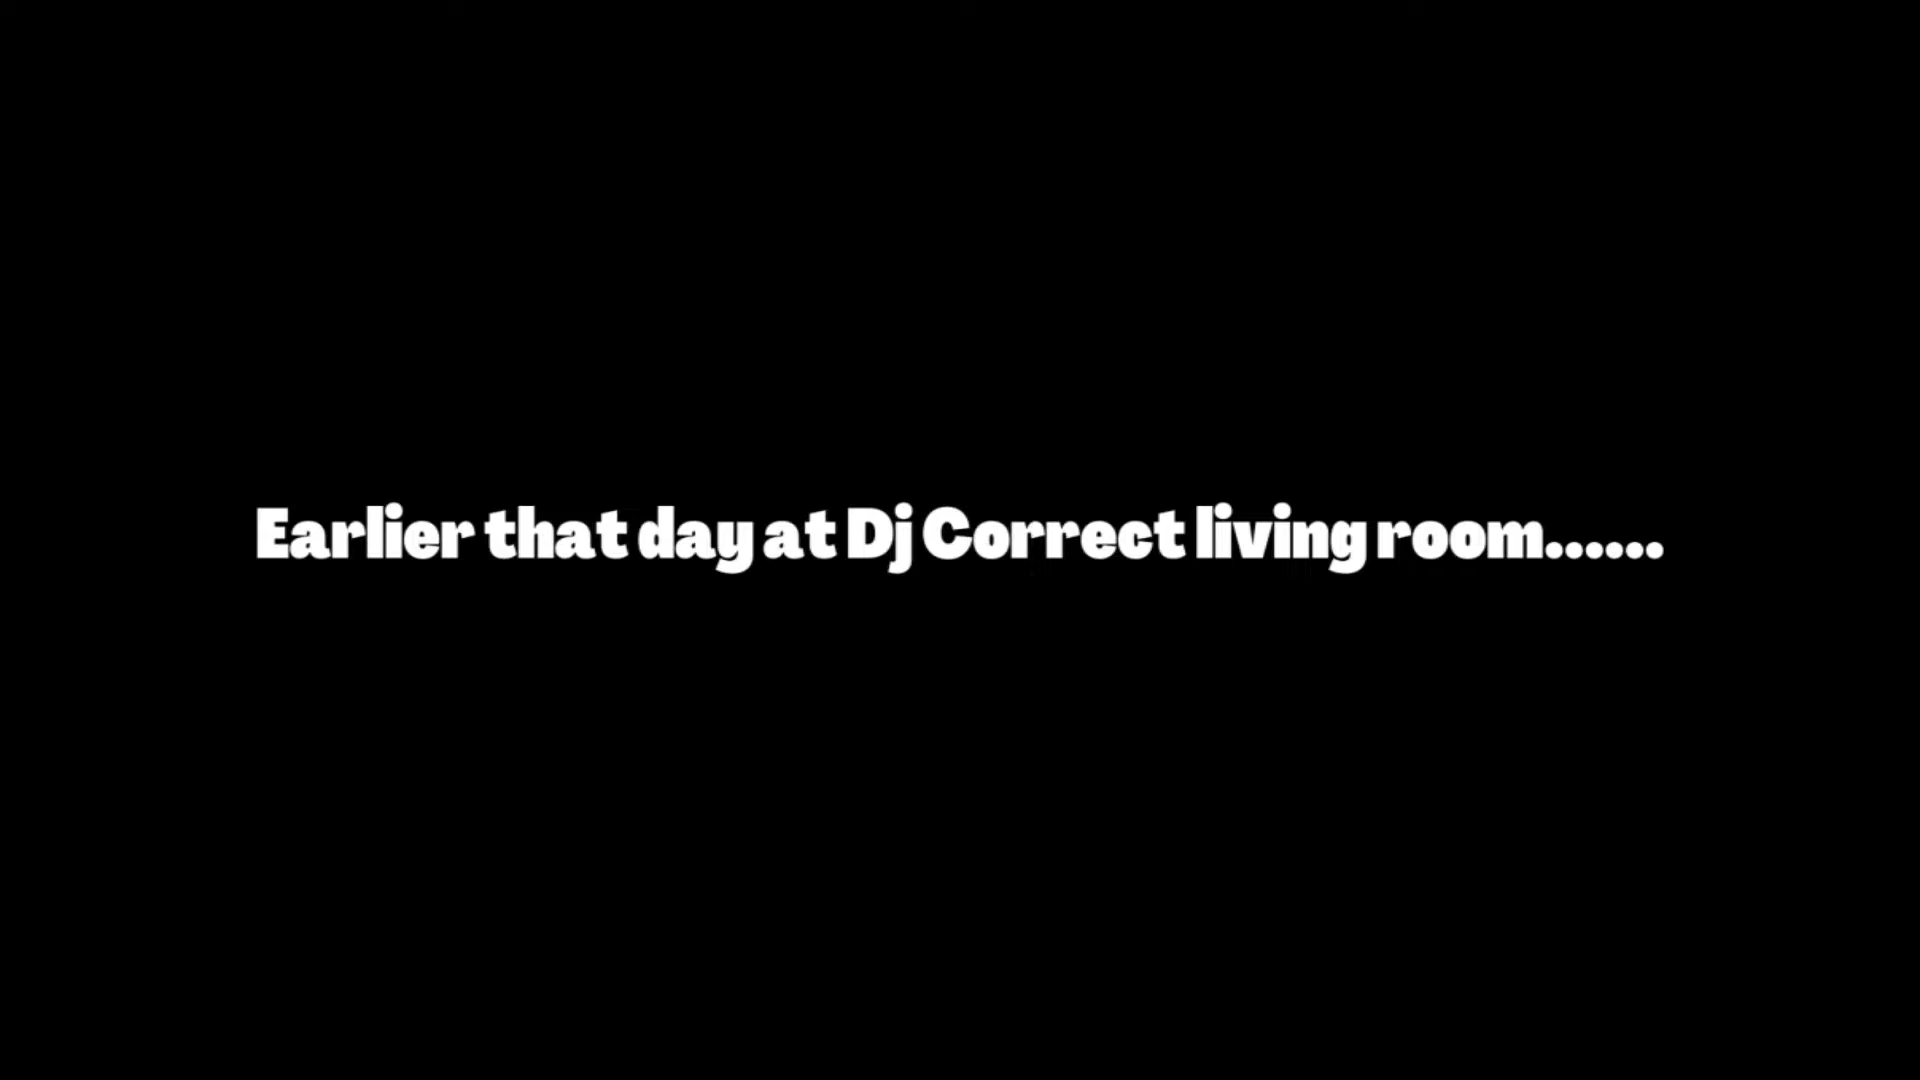 Earlier that day at Dj Correct living room......